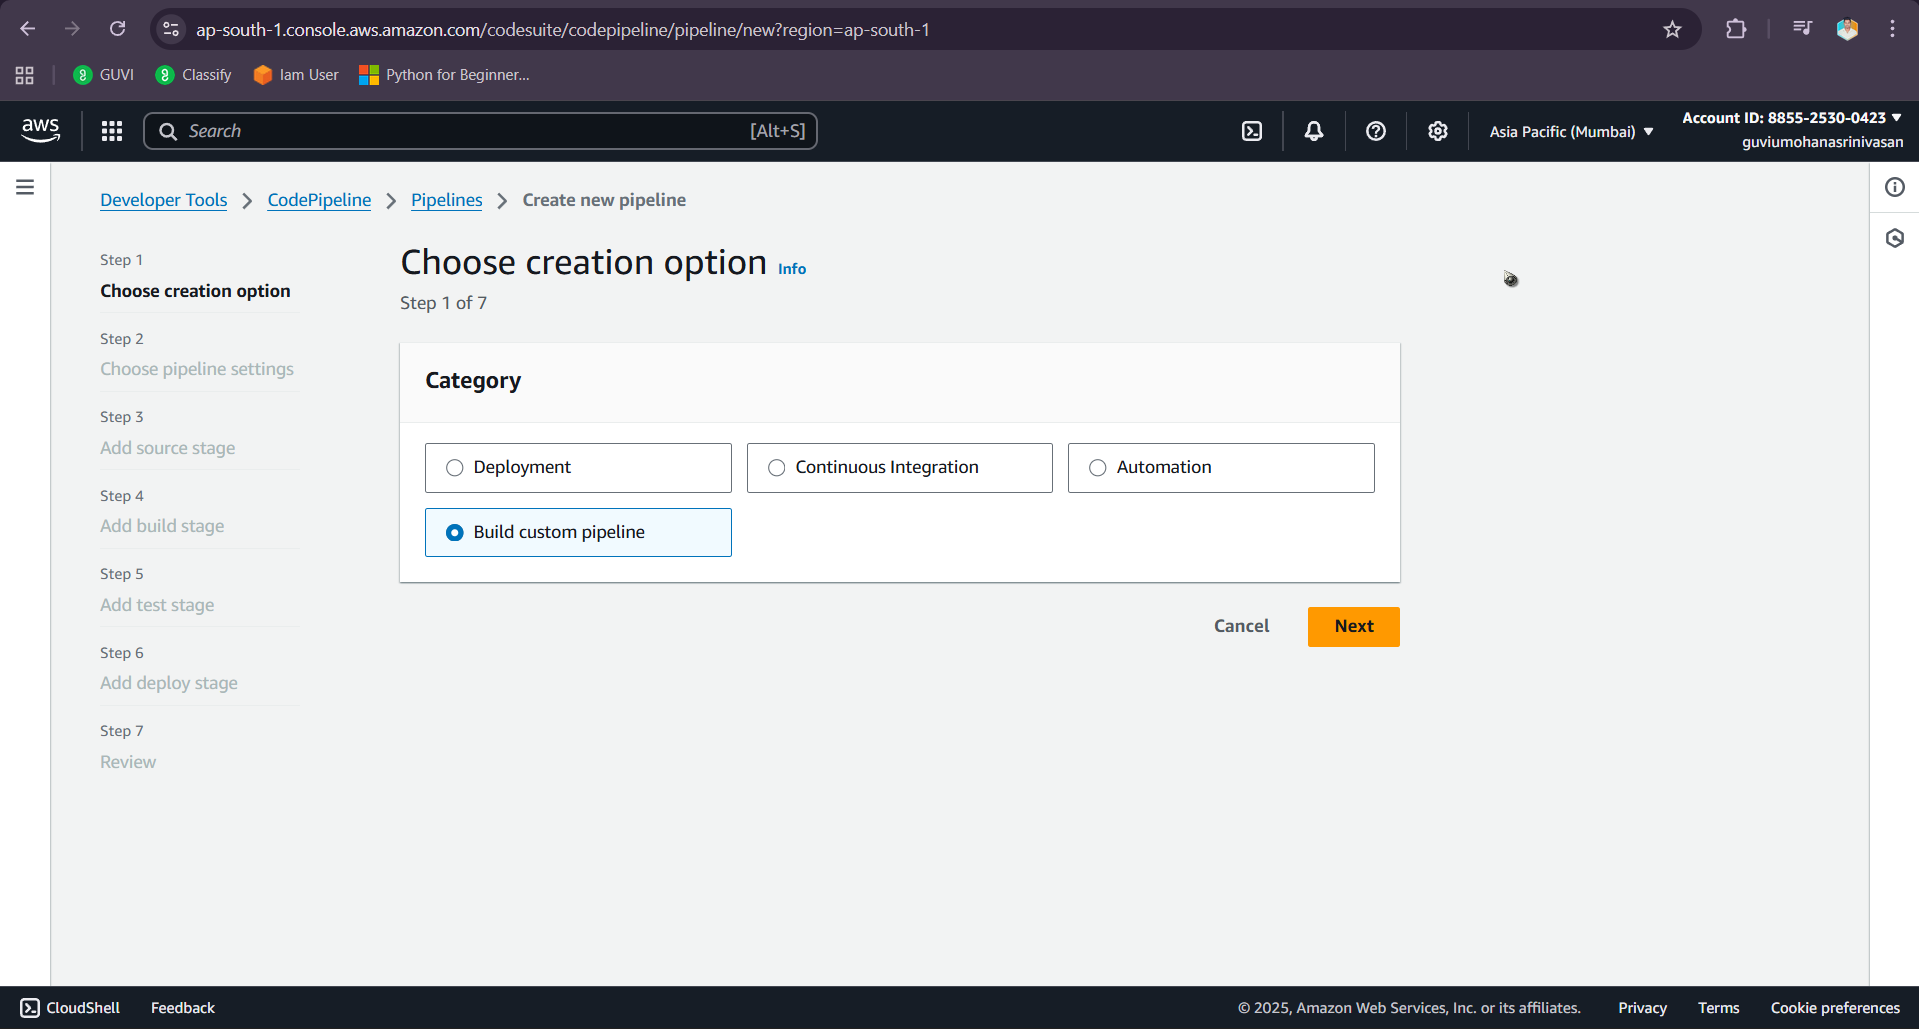 ap-south-1.console.aws.amazon.com/codesuite/codepipeline/pipeline/new?region=ap-south-1
GUVI
Classify
Iam User
Python for Beginner...
aws
Search
[Alt+S]
Asia Pacific (Mumbai)
Account ID: 8855-2530-0423
guviumohanasrinivasan
Developer Tools
CodePipeline
Pipelines
Create new pipeline
Step 1
Choose creation option
Step 2
Choose pipeline settings
Step 3
Add source stage
Step 4
Add build stage
Step 5
Add test stage
Step 6
Add deploy stage
Step 7
Review
Choose creation option Info
Step 1 of 7
Category
Deployment
Continuous Integration
Automation
Build custom pipeline
Cancel
Next
CloudShell
Feedback
© 2025, Amazon Web Services, Inc. or its affiliates.
Privacy
Terms
Cookie preferences